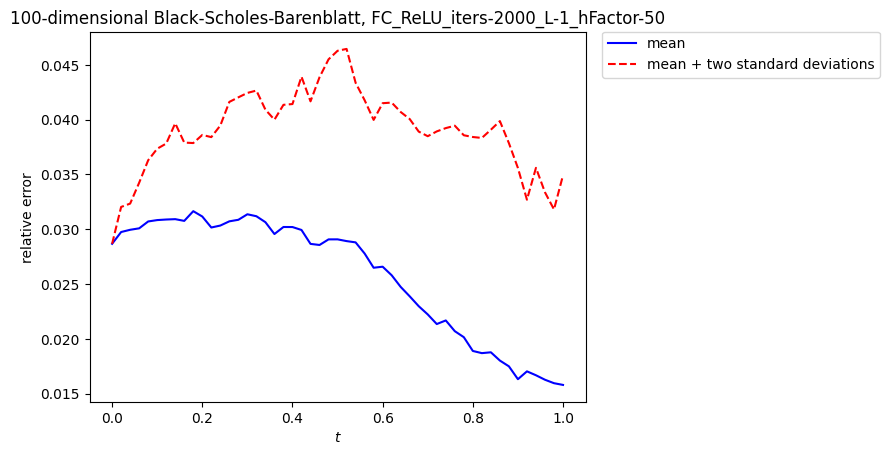 100-dimensional Black-Scholes-Barenblatt, FC_ReLU_iters-2000_L-1_hFactor-50
mean
mean + two standard deviations
relative error
0.045
0.040
0.035
0.030
0.025
0.020
0.015
0.0 0.2 0.4 0.6 0.8 1.0
t